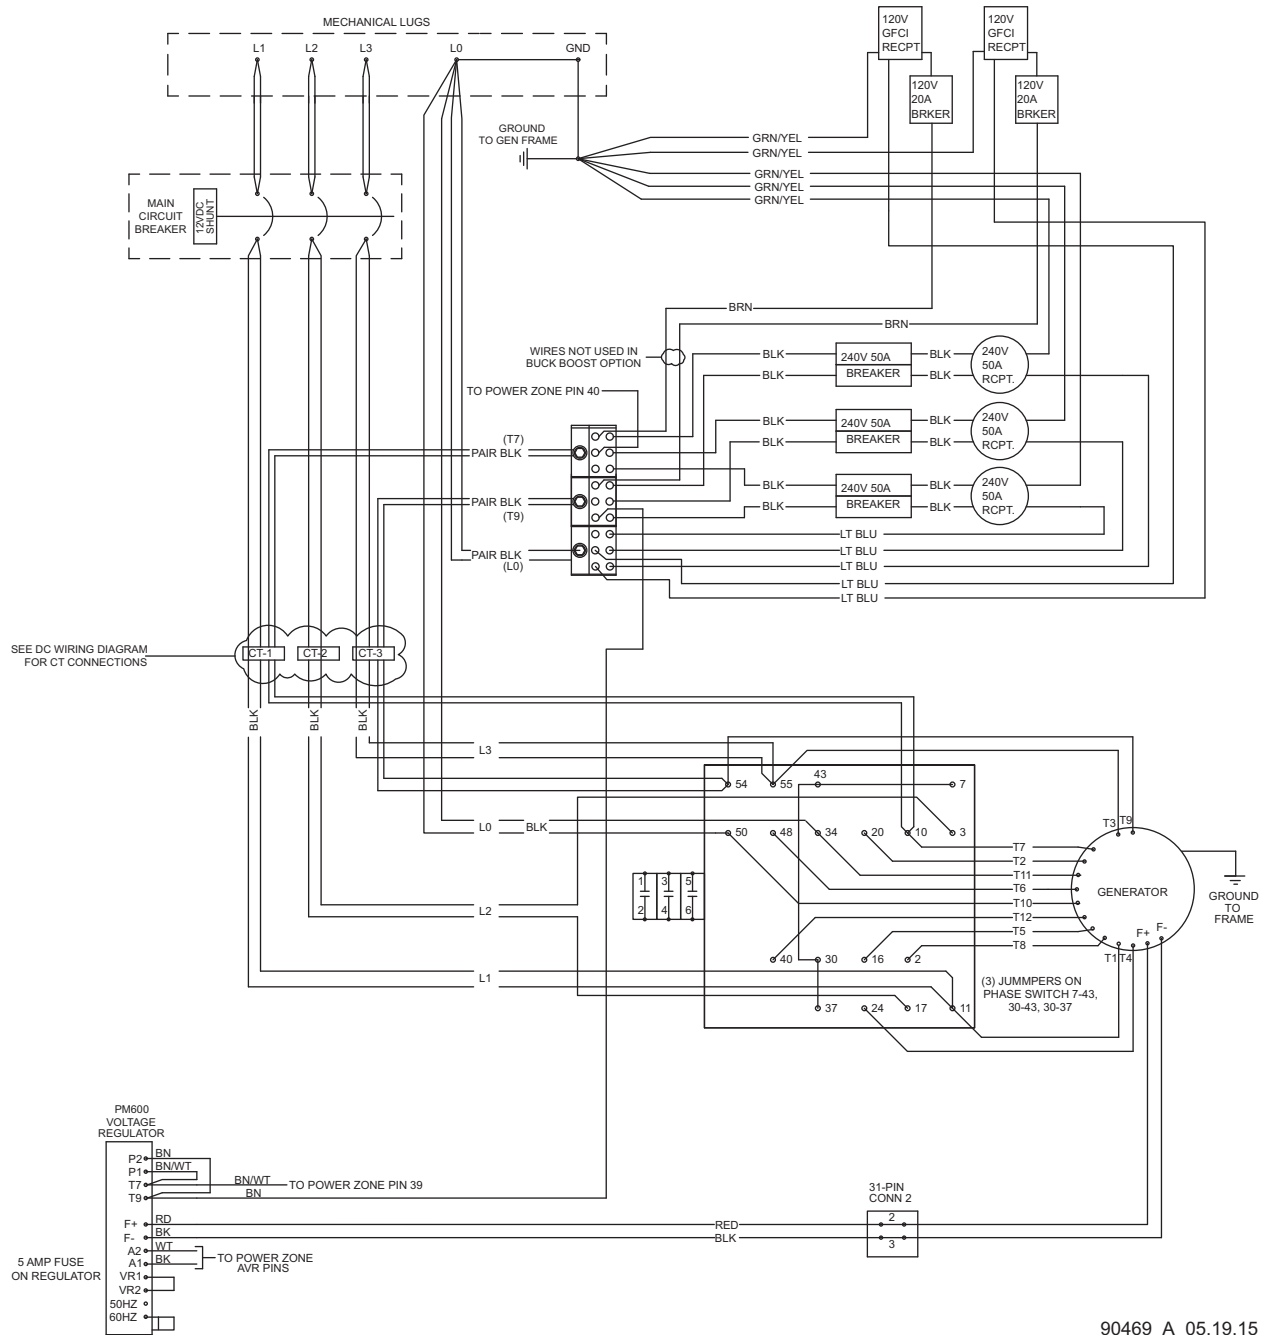 MECHANICAL LUGS
L1
L2
L3
L0
GND
120V
GFCI
RECPT
120V
GFCI
RECPT
120V
20A
BRKER
120V
20A
BRKER
GROUND
TO GEN FRAME
GRN/YEL
GRN/YEL
GRN/YEL
GRN/YEL
GRN/YEL
MAIN
CIRCUIT
BREAKER
12VDC
SHUNT
BRN
BRN
WIRES NOT USED IN
BUCK BOOST OPTION
TO POWER ZONE PIN 40
BLK
BLK
240V 50A
BREAKER
BLK
BLK
240V
50A
RCPT.
BLK
BLK
240V 50A
BREAKER
BLK
BLK
240V
50A
RCPT.
BLK
BLK
240V 50A
BREAKER
BLK
BLK
240V
50A
RCPT.
(T7)
PAIR BLK
PAIR BLK
(T9)
PAIR BLK
(L0)
LT BLU
LT BLU
LT BLU
LT BLU
LT BLU
SEE DC WIRING DIAGRAM
FOR CT CONNECTIONS
CT-1
CT-2
CT-3
BLK
BLK
BLK
L3
L0
BLK
L2
L1
54
55
43
7
50
48
34
20
10
3
1
3
5
2
4
6
40
30
16
2
37
24
17
11
T3
T9
T7
T2
T11
T6
T10
T12
T5
T8
GENERATOR
T1
T4
F+
F-
GROUND
TO
FRAME
(3) JUMMPERS ON
PHASE SWITCH 7-43,
30-43, 30-37
PM600
VOLTAGE
REGULATOR
P2
BN
P1
BN/WT
T7
BN/WT
TO POWER ZONE PIN 39
T9
BN
F+
RD
RED
F-
BK
BLK
A2
WT
A1
BK
TO POWER ZONE
AVR PINS
VR1
VR2
50HZ
60HZ
5 AMP FUSE
ON REGULATOR
31-PIN
CONN 2
2
3
90469 A 05.19.15